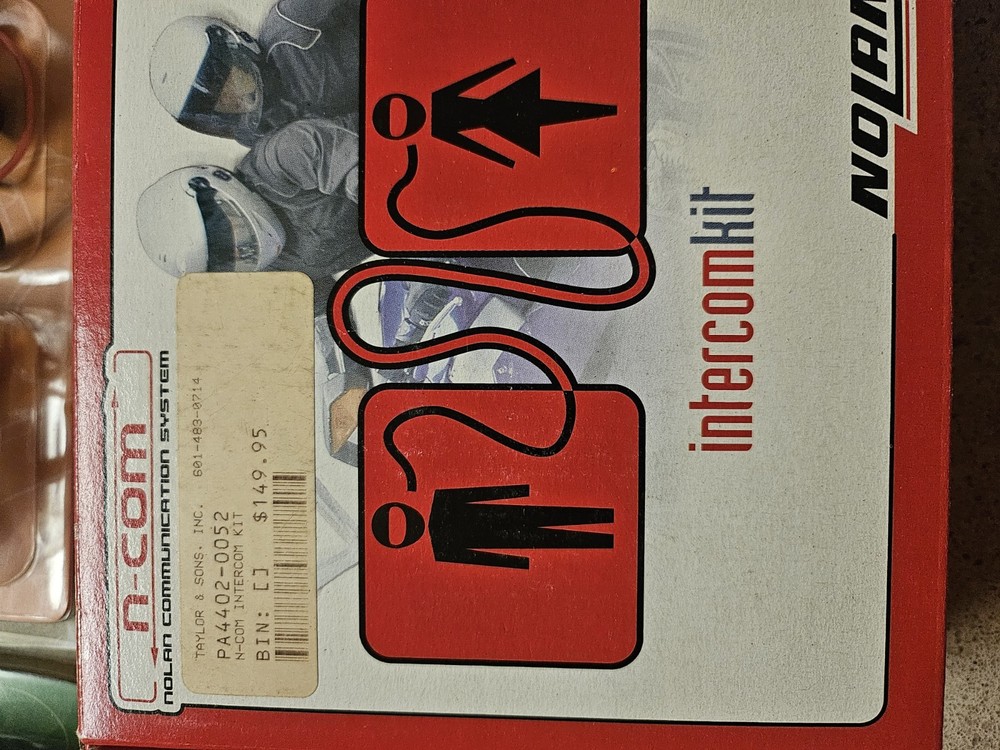 n-com
NOLAN COMMUNICATION SYSTEM
TAYLOR & SONS, INC. 601-483-0714
PA4402-0052
N-COM INTERCOM KIT
BIN: [] $149.95
intercomkit
NOLAN